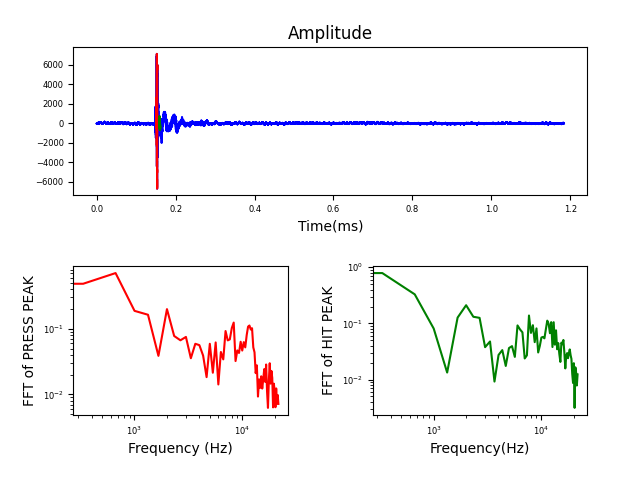 Amplitude
6000
4000
2000
0
−2000
−4000
−6000
0.0 0.2 0.4 0.6 0.8 1.0 1.2
Time(ms)
FFT of PRESS PEAK
10⁻¹
10⁻²
10³ 10⁴
Frequency (Hz)
FFT of HIT PEAK
10⁰
10⁻¹
10⁻²
10³ 10⁴
Frequency(Hz)